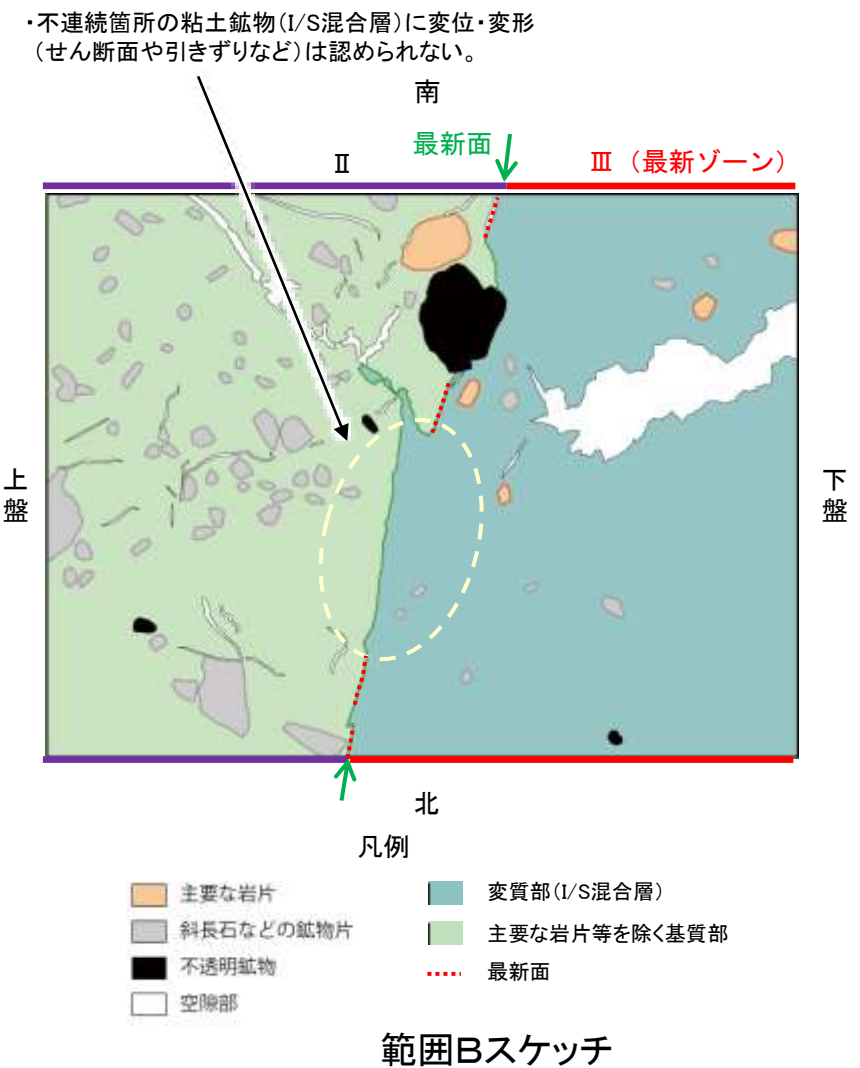 ・不連続箇所の粘土鉱物(I/S混合層)に変位・変形
(せん断面や引きずりなど)は認められない。
南
最新面
Ⅱ
Ⅲ (最新ゾーン)
上盤
下盤
北
凡例
主要な岩片
変質部(I/S混合層)
斜長石などの鉱物片
主要な岩片等を除く基質部
不透明鉱物
最新面
空隙部
範囲Bスケッチ